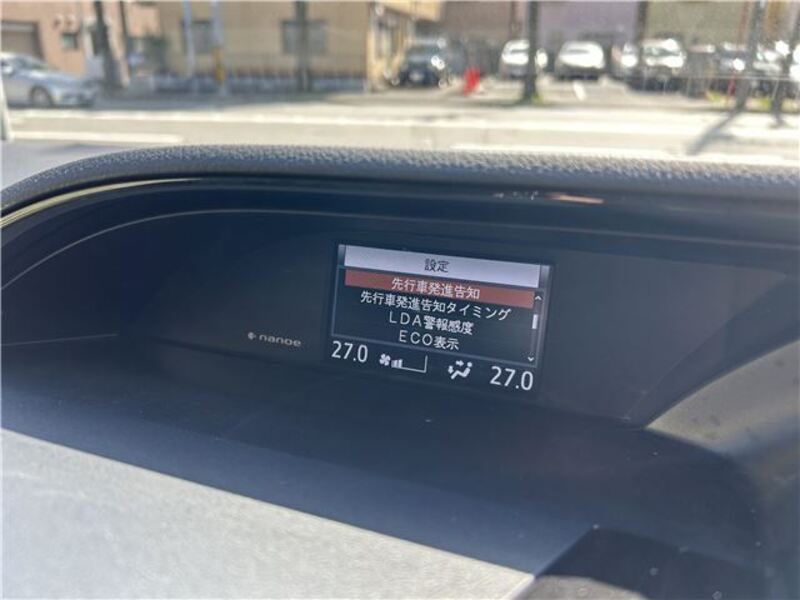 設定
先行車発進告知
先行車発進告知タイミング
LDA警報感度
ECO表示
nanoe
27.0
27.0